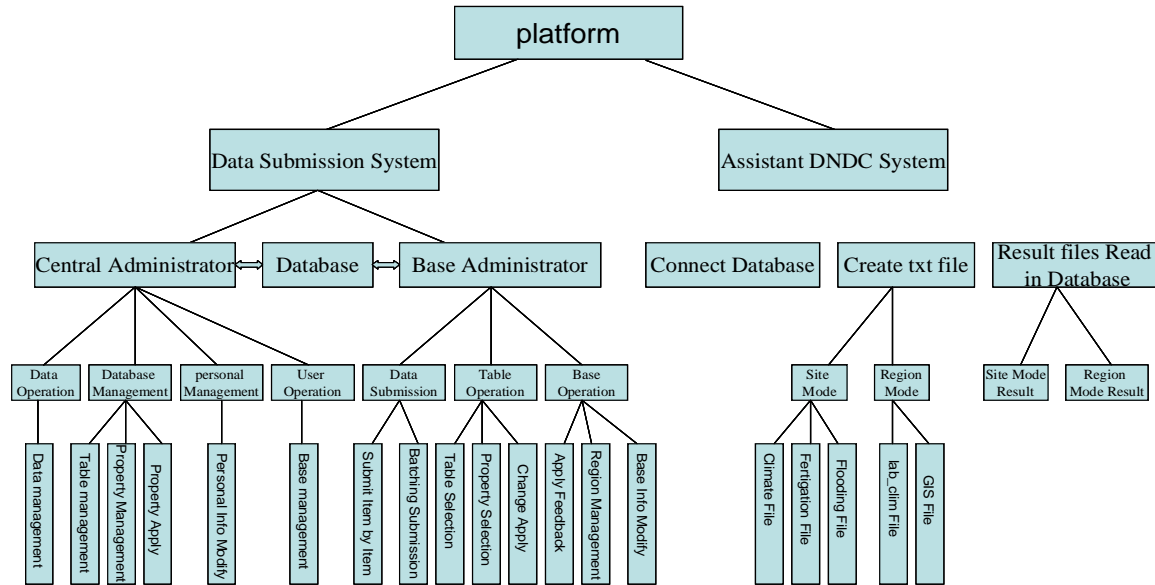 platform
Data Submission System
Assistant DNDC System
Central Administrator
Database
Base Administrator
Connect Database
Create txt file
Result files Read
in Database
Data
Operation
Database
Management
personal
Management
User
Operation
Data
Submission
Table
Operation
Base
Operation
Site
Mode
Region
Mode
Site Mode
Result
Region
Mode Result
Data management
Table management
Property Management
Property Apply
Personal Info Modify
Base management
Submit Item by Item
Batching Submission
Table Selection
Property Selection
Change Apply
Apply Feedback
Region Management
Base Info Modify
Climate File
Fertigation File
Flooding File
lab_clim File
GIS File